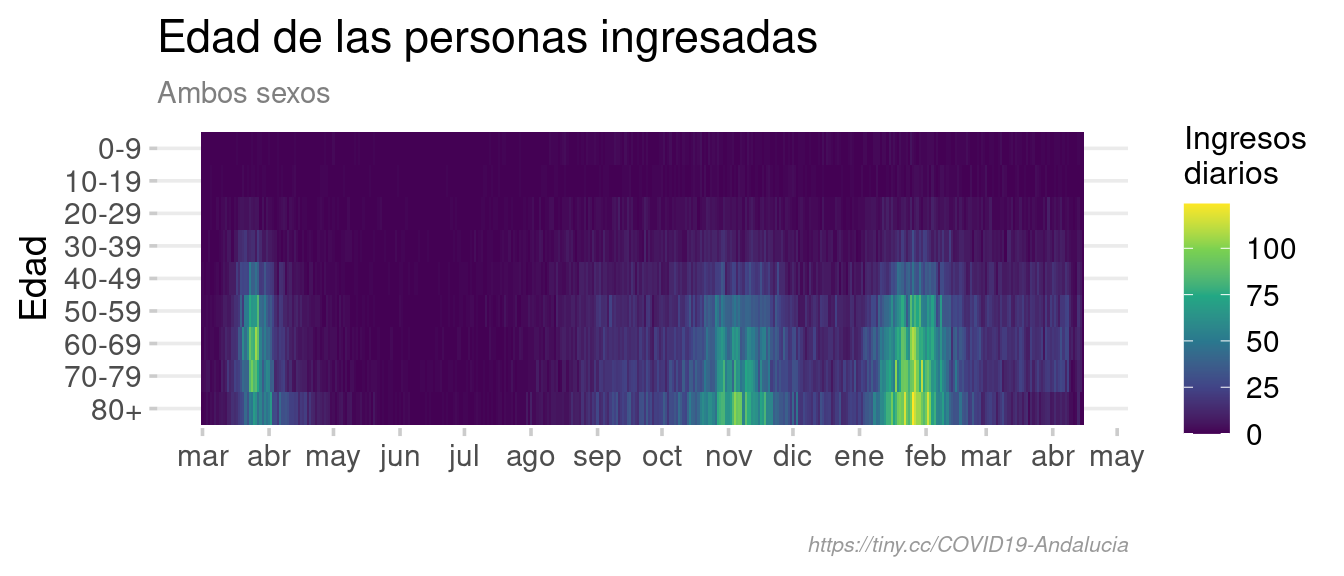 Edad de las personas ingresadas
Ambos sexos
Edad
0-9
10-19
20-29
30-39
40-49
50-59
60-69
70-79
80+
mar abr may jun jul ago sep oct nov dic ene feb mar abr may
Ingresos
diarios
100
75
50
25
0
https://tiny.cc/COVID19-Andalucia